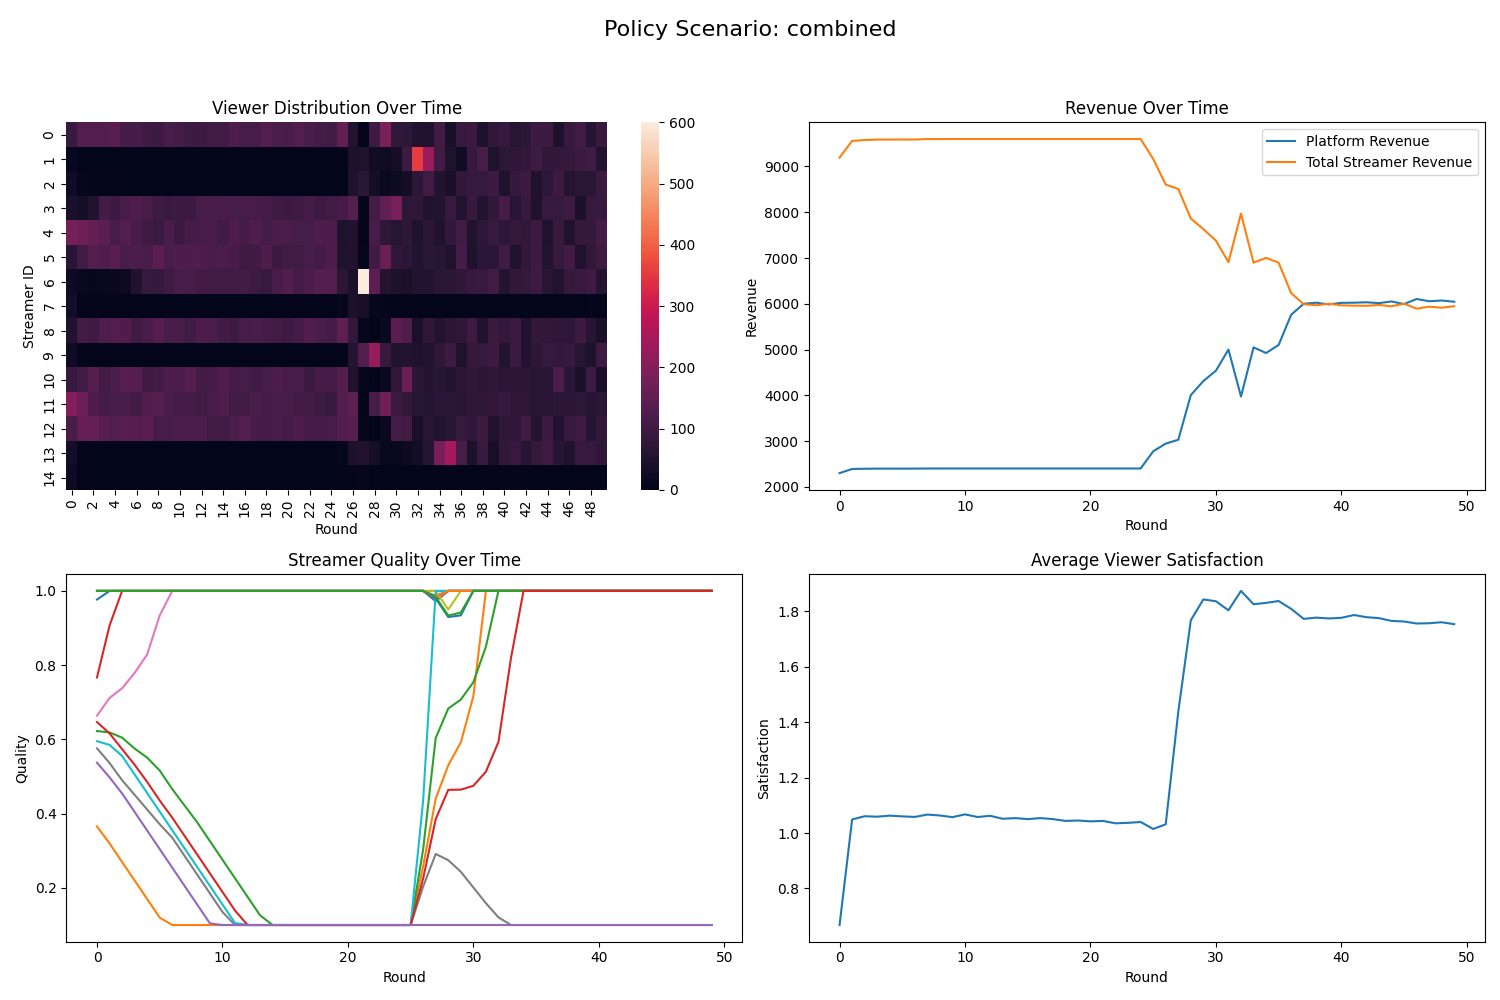 Policy Scenario: combined
Viewer Distribution Over Time
Streamer ID
0
1
2
3
4
5
6
7
8
9
10
11
12
13
14
0 2 4 6 8 10 12 14 16 18 20 22 24 26 28 30 32 34 36 38 40 42 44 46 48
Round
600
500
400
300
200
100
0
Revenue Over Time
Platform Revenue
Total Streamer Revenue
Revenue
9000
8000
7000
6000
5000
4000
3000
2000
0 10 20 30 40 50
Round
Streamer Quality Over Time
Quality
1.0
0.8
0.6
0.4
0.2
0 10 20 30 40 50
Round
Average Viewer Satisfaction
Satisfaction
1.8
1.6
1.4
1.2
1.0
0.8
0 10 20 30 40 50
Round